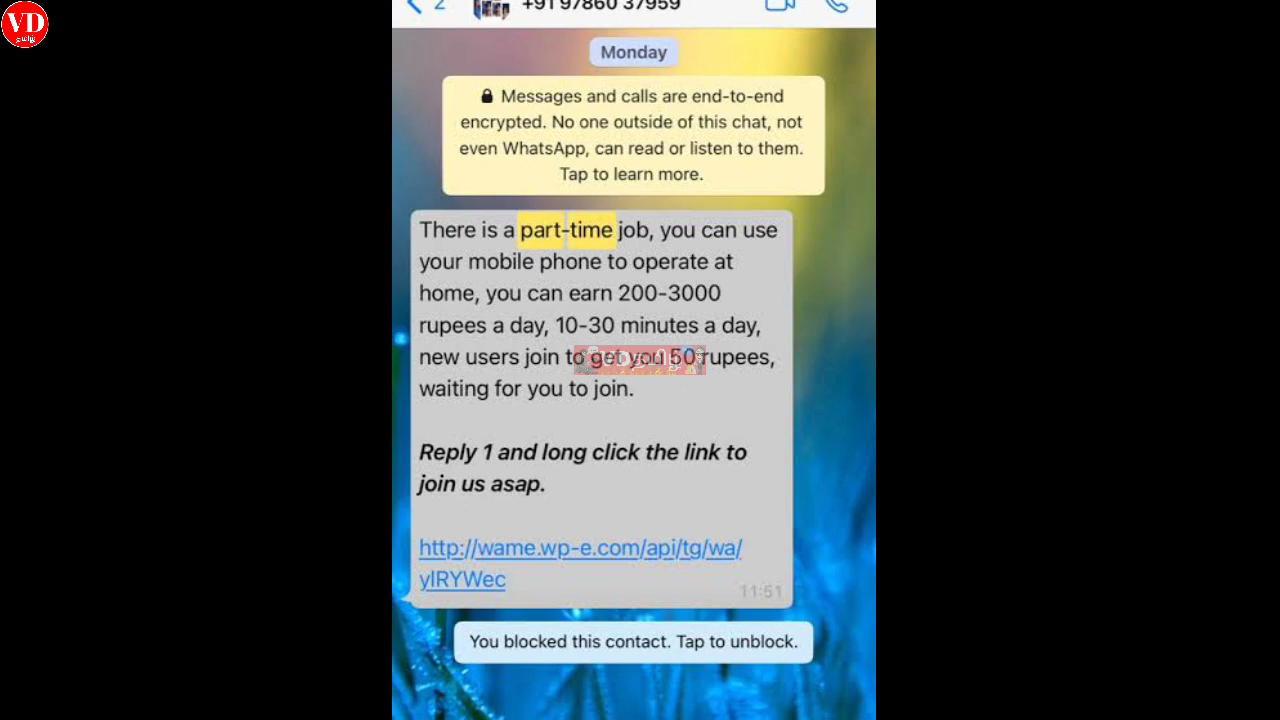 VD
தமிழ்
2
+91 97860 37959
Monday
Messages and calls are end-to-end
encrypted. No one outside of this chat, not
even WhatsApp, can read or listen to them.
Tap to learn more.
There is a part-time job, you can use
your mobile phone to operate at
home, you can earn 200-3000
rupees a day, 10-30 minutes a day,
new users join to get you 50 rupees,
waiting for you to join.
Reply 1 and long click the link to
join us asap.
http://wame.wp-e.com/api/tg/wa/
yIRYWec
11:51
You blocked this contact. Tap to unblock.